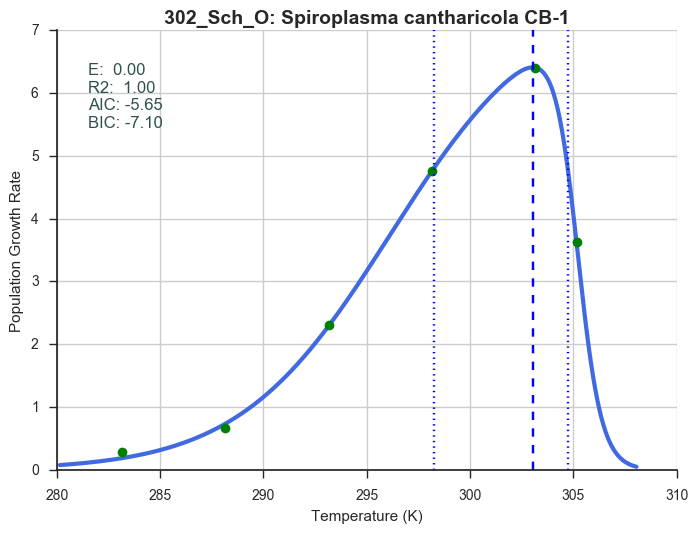 302_Sch_O: Spiroplasma cantharicola CB-1
E: 0.00
R2: 1.00
AIC: -5.65
BIC: -7.10
Population Growth Rate
7
6
5
4
3
2
1
0
280 285 290 295 300 305 310
Temperature (K)